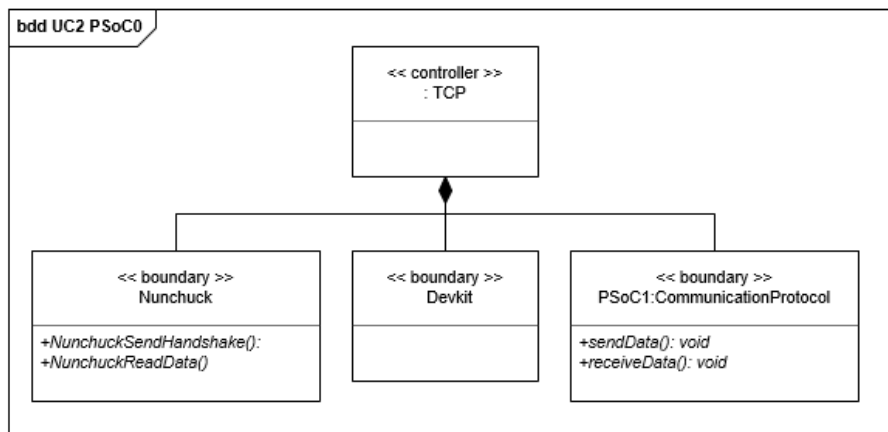 bdd UC2 PSoC0
<< controller >>
: TCP
<< boundary >>
Nunchuck
+NunchuckSendHandshake():
+NunchuckReadData()
<< boundary >>
Devkit
<< boundary >>
PSoC1:CommunicationProtocol
+sendData(): void
+receiveData(): void